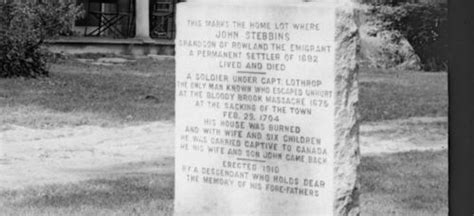 THIS MARKS THE HOME LOT WHERE
JOHN STEBBINS
GRANDSON OF ROWLAND THE EMIGRANT
A PERMANENT SETTLER OF 1692
LIVED AND DIED
A SOLDIER UNDER CAPT. LOTHROP
THE ONLY MAN KNOWN WHO ESCAPED UNHURT
AT THE BLOODY BROOK MASSACRE 1675
AT THE SACKING OF THE TOWN
FEB. 29, 1704
HIS HOUSE WAS BURNED
AND WITH WIFE AND SIX CHILDREN
HE WAS CARRIED CAPTIVE TO CANADA
HE HIS WIFE AND SON JOHN CAME BACK
ERECTED 1910
BY A DESCENDANT WHO HOLDS DEAR
THE MEMORY OF HIS FORE-FATHERS